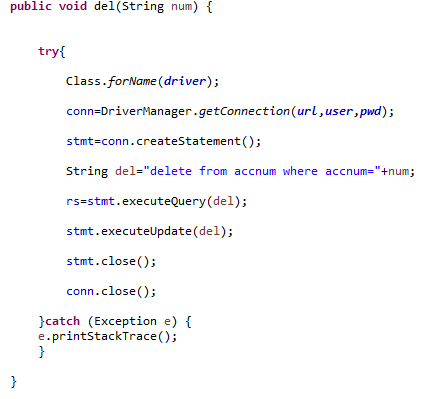 public void del(String num) {
try{
Class.forName(driver);
conn=DriverManager.getConnection(url,user,pwd);
stmt=conn.createStatement();
String del="delete from accnum where accnum="+num;
rs=stmt.executeQuery(del);
stmt.executeUpdate(del);
stmt.close();
conn.close();
}catch (Exception e) {
e.printStackTrace();
}
}